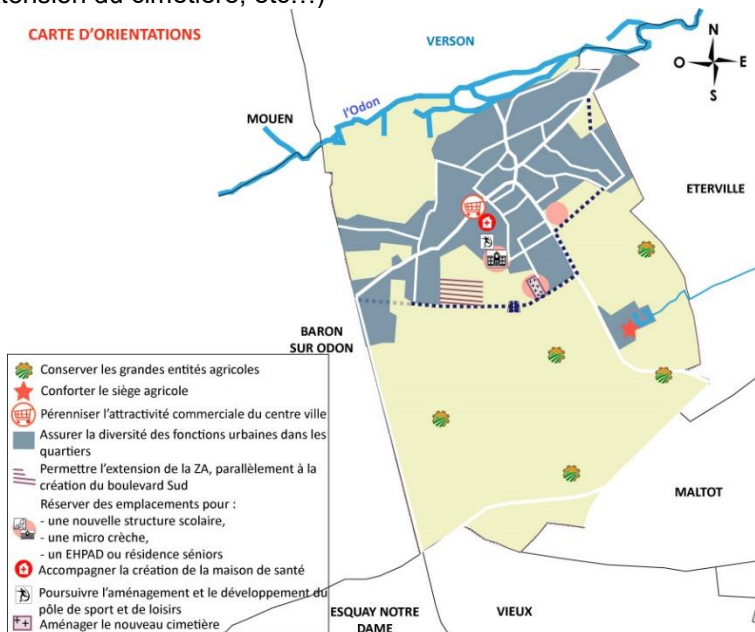 tension du cimetière, etc…)
CARTE D'ORIENTATIONS
VERSON
N
O
E
S
l'Odon
MOUEN
ETERVILLE
BARON
SUR ODON
Conserver les grandes entités agricoles
Conforter le siège agricole
Pérenniser l'attractivité commerciale du centre ville
Assurer la diversité des fonctions urbaines dans les
quartiers
Permettre l'extension de la ZA, parallèlement à la
création du boulevard Sud
Réserver des emplacements pour :
- une nouvelle structure scolaire,
- une micro crèche,
- un EHPAD ou résidence séniors
Accompagner la création de la maison de santé
Poursuivre l'aménagement et le développement du
pôle de sport et de loisirs
Aménager le nouveau cimetière
MALTOT
ESQUAY NOTRE
DAME
VIEUX